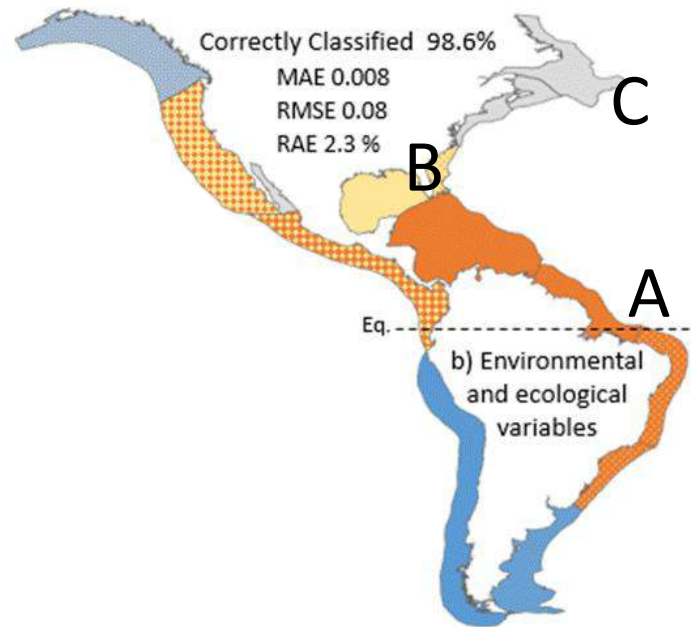 Correctly Classified 98.6%
MAE 0.008
RMSE 0.08
RAE 2.3 %
C
B
A
Eq.
b) Environmental
and ecological
variables